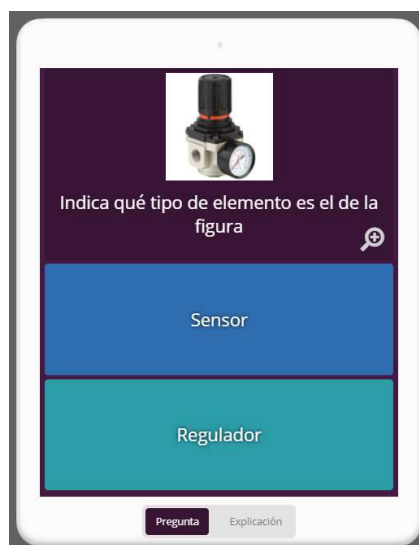 Indica qué tipo de elemento es el de la
figura
Sensor
Regulador
Pregunta
Explicación